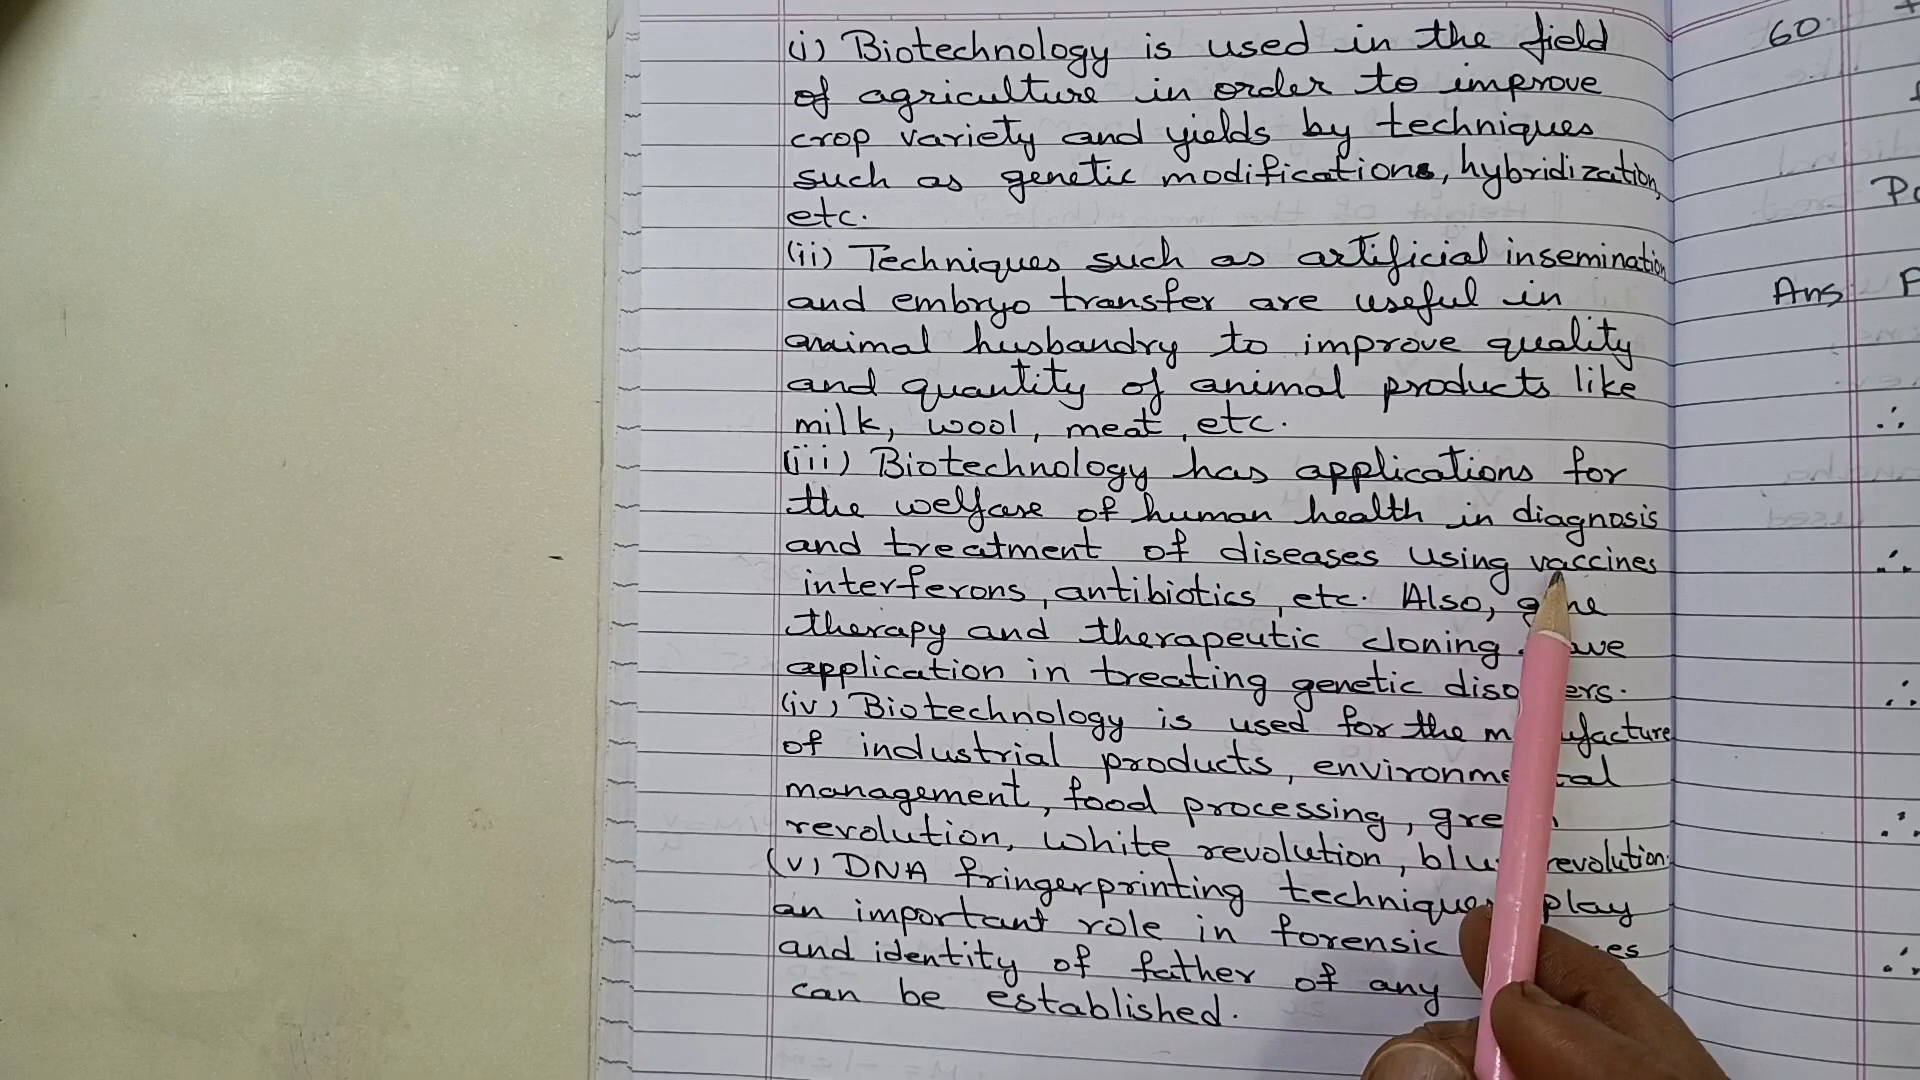 (i) Biotechnology is used in the field
of agriculture in order to improve
crop variety and yields by techniques
such as genetic modifications, hybridization,
etc.
(ii) Techniques such as artificial insemination
and embryo transfer are useful in
animal husbandry to improve quality
and quantity of animal products like
milk, wool, meat, etc.
(iii) Biotechnology has applications for
the welfare of human health in diagnosis
and treatment of diseases using vaccines
interferons, antibiotics, etc. Also,
therapy and therapeutic cloning
application in treating genetic
(iv) Biotechnology is used for the
of industrial products,
management, food processing,
revolution, white revolution, revolution.
(v) DNA fringerprinting techniques play
an important role in forensic
and identity of father of any
can be established.
60
Ans
∴
∴
∴
∴
∴